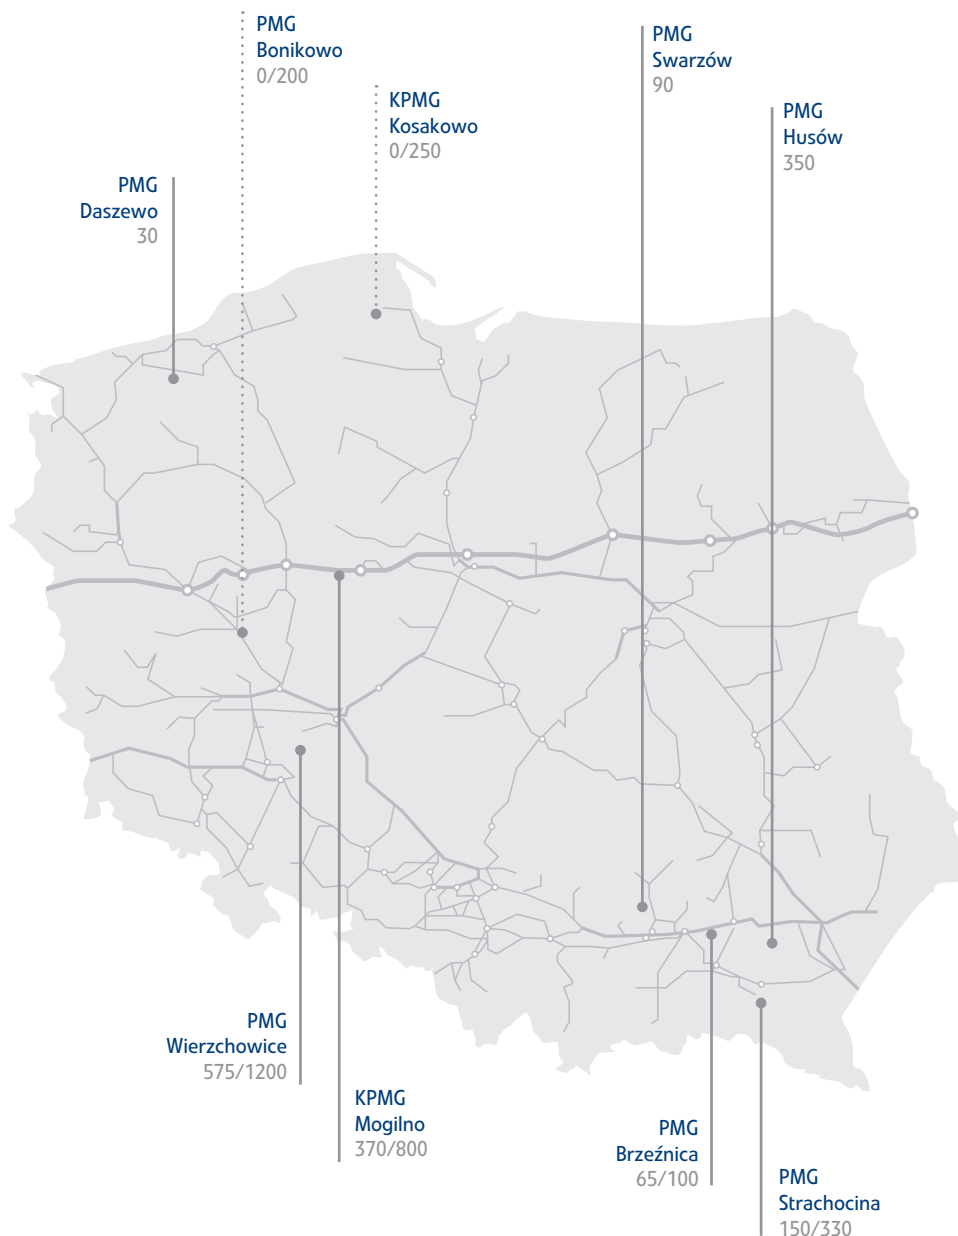 PMG
Bonikowo
0/200
PMG
Swarzów
90
KPMG
Kosakowo
0/250
PMG
Husów
350
PMG
Daszewo
30
PMG
Wierzchowice
575/1200
KPMG
Mogilno
370/800
PMG
Brzeźnica
65/100
PMG
Strachocina
150/330